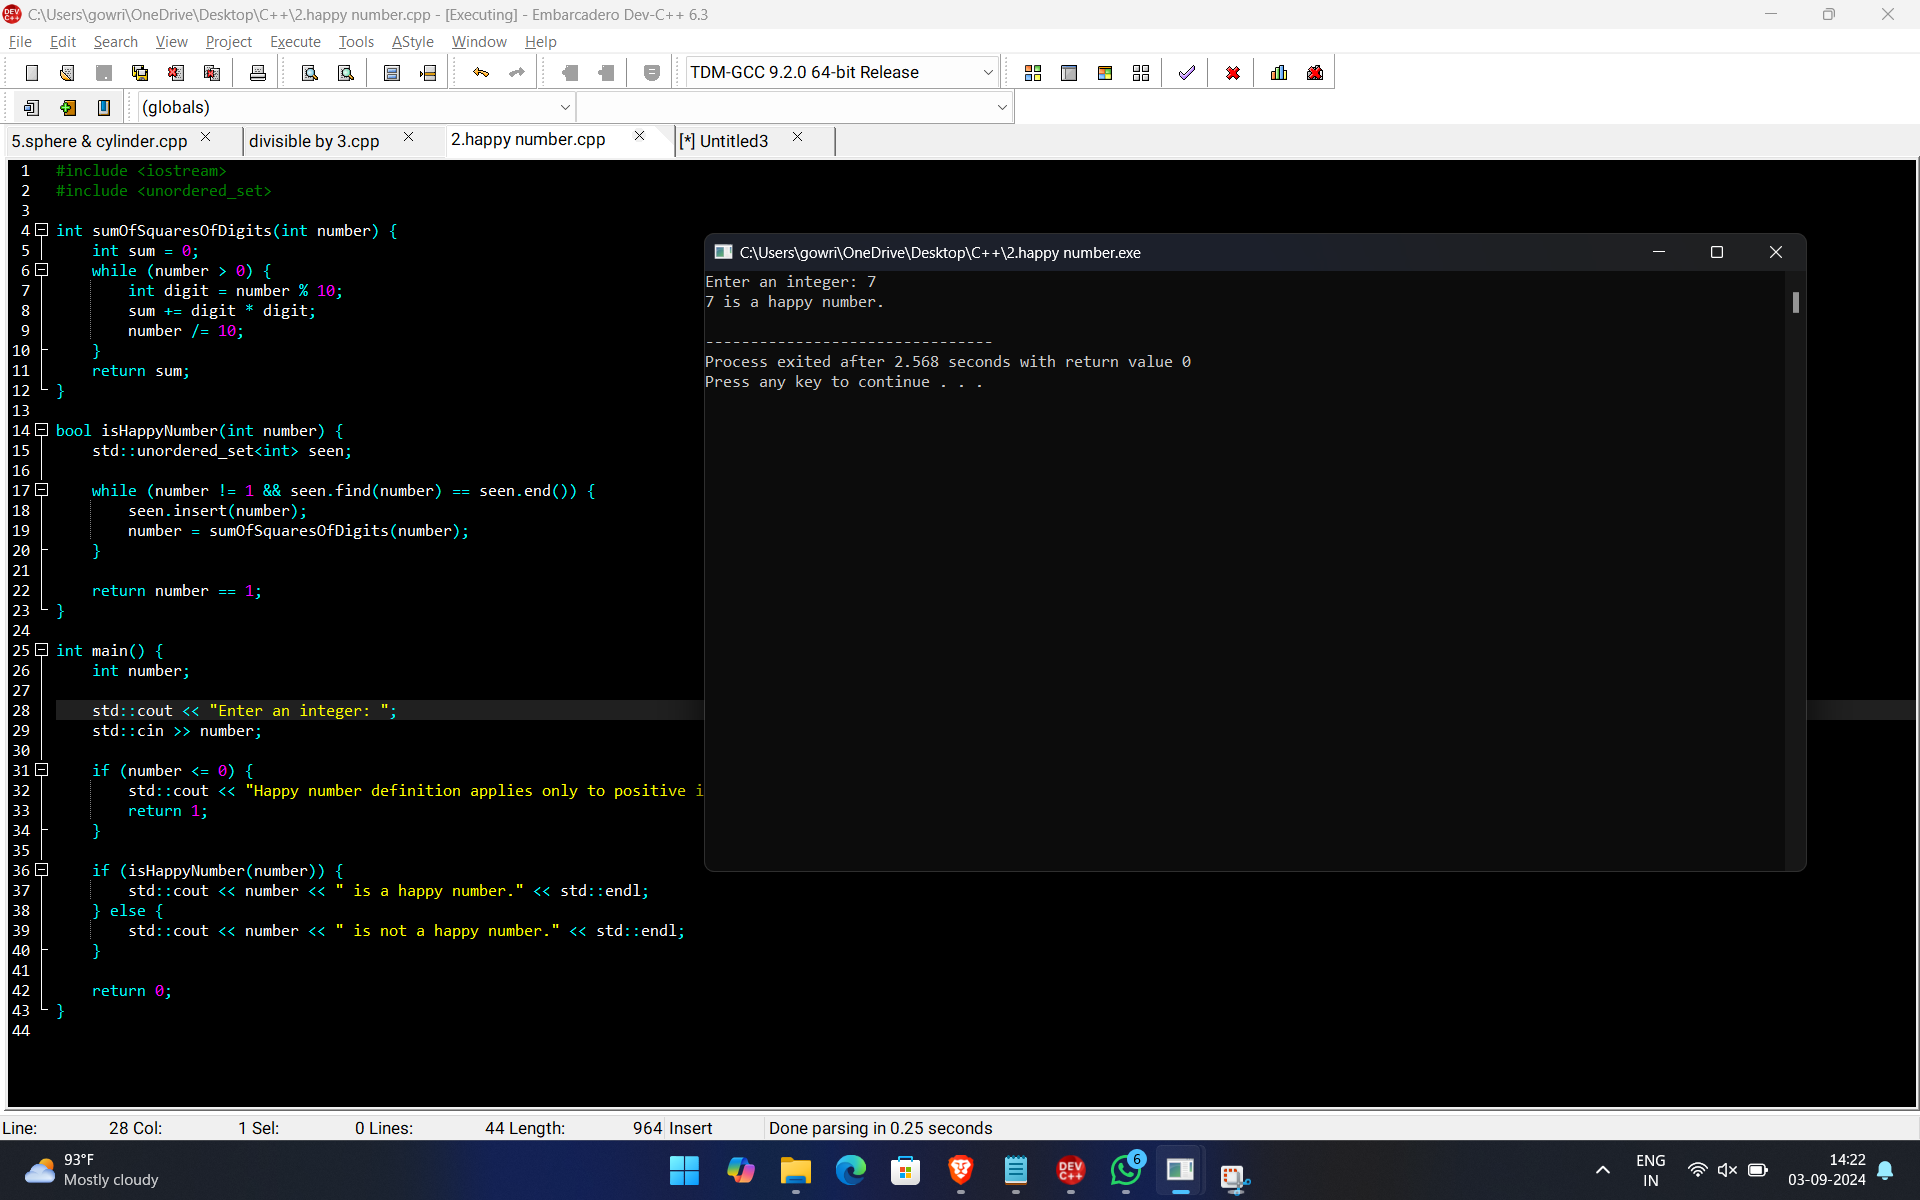 C:\Users\gowri\OneDrive\Desktop\C++\2.happy number.cpp - [Executing] - Embarcadero Dev-C++ 6.3
File Edit Search View Project Execute Tools AStyle Window Help
TDM-GCC 9.2.0 64-bit Release
(globals)
5.sphere & cylinder.cpp divisible by 3.cpp 2.happy number.cpp [*] Untitled3
1 #include <iostream>
2 #include <unordered_set>
3
4 int sumOfSquaresOfDigits(int number) {
5 int sum = 0;
6 while (number > 0) {
7 int digit = number % 10;
8 sum += digit * digit;
9 number /= 10;
10 }
11 return sum;
12 }
13
14 bool isHappyNumber(int number) {
15 std::unordered_set<int> seen;
16
17 while (number != 1 && seen.find(number) == seen.end()) {
18 seen.insert(number);
19 number = sumOfSquaresOfDigits(number);
20 }
21
22 return number == 1;
23 }
24
25 int main() {
26 int number;
27
28 std::cout << "Enter an integer: ";
29 std::cin >> number;
30
31 if (number <= 0) {
32 std::cout << "Happy number definition applies only to positive i
33 return 1;
34 }
35
36 if (isHappyNumber(number)) {
37 std::cout << number << " is a happy number." << std::endl;
38 } else {
39 std::cout << number << " is not a happy number." << std::endl;
40 }
41
42 return 0;
43 }
44
C:\Users\gowri\OneDrive\Desktop\C++\2.happy number.exe
Enter an integer: 7
7 is a happy number.
--------------------------------
Process exited after 2.568 seconds with return value 0
Press any key to continue . . .
Line: 28 Col: 1 Sel: 0 Lines: 44 Length: 964 Insert Done parsing in 0.25 seconds
93°F
Mostly cloudy
DEV
C++
6
ENG
IN
14:22
03-09-2024